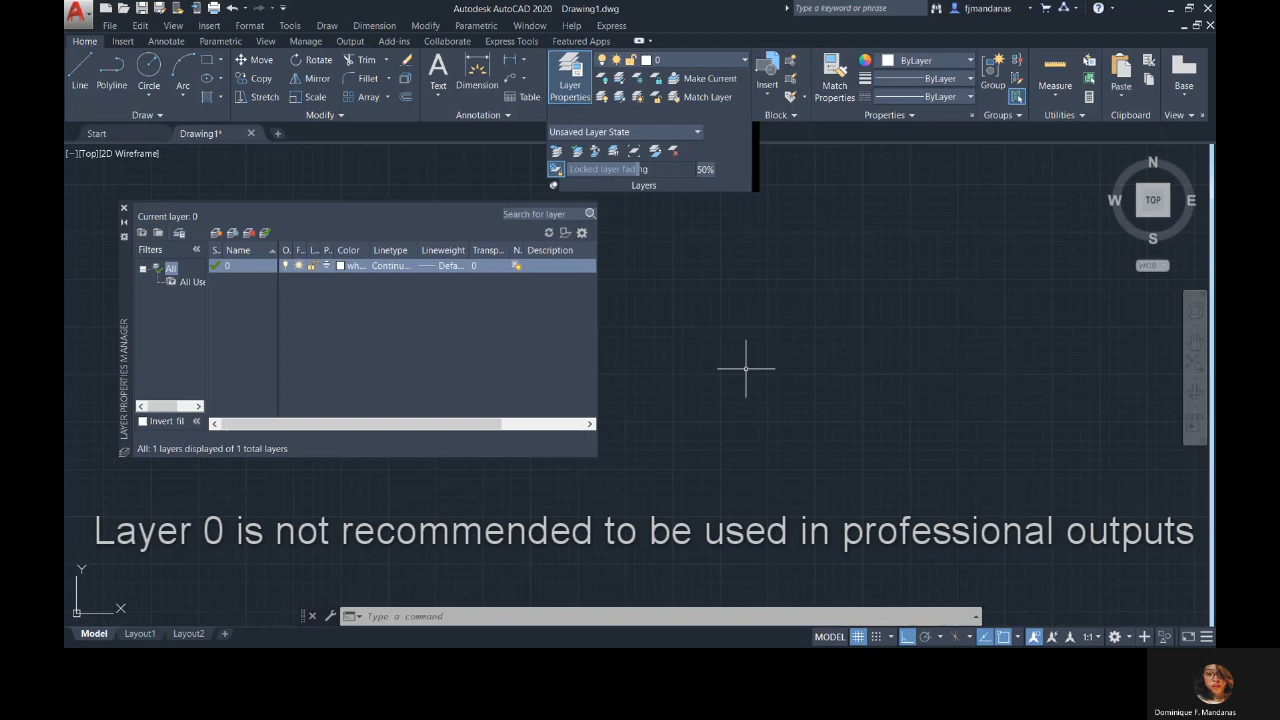 Autodesk AutoCAD 2020 Drawing1.dwg
Type a keyword or phrase
fjmandanas
File Edit View Insert Format Tools Draw Dimension Modify Parametric Window Help Express
Home Insert Annotate Parametric View Manage Output Add-ins Collaborate Express Tools Featured Apps
Line Polyline Circle Arc
Move Rotate Trim
Copy Mirror Fillet
Stretch Scale Array
Text Dimension Table
Layer Properties
0
Make Current
Match Layer
Insert
Match Properties
ByLayer
ByLayer
ByLayer
Group Measure Paste Base
Draw Modify Annotation Block Properties Groups Utilities Clipboard View
Unsaved Layer State
Locked layer fading 50%
Layers
Start Drawing1*
[−][Top][2D Wireframe]
N
W TOP E
S
WCS
Current layer: 0
Search for layer
Filters
S.. Name O. F.. L... P.. Color Linetype Lineweight Transp... N. Description
All
0 wh... Continu... Defa... 0
All Use
Invert fil
LAYER PROPERTIES MANAGER
All: 1 layers displayed of 1 total layers
Layer 0 is not recommended to be used in professional outputs
Y
X
Type a command
Model Layout1 Layout2
MODEL
1:1
Dominique F. Mandanas